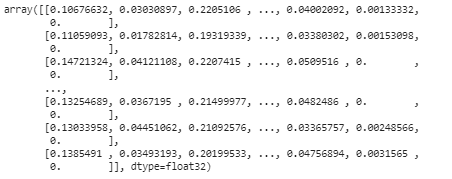 array([[0.10676632, 0.03030897, 0.2205106 , ..., 0.04002092, 0.00133332,
        0.        ],
       [0.11059093, 0.01782814, 0.19319339, ..., 0.03380302, 0.00153098,
        0.        ],
       [0.14721324, 0.04121108, 0.2207415 , ..., 0.0509516 , 0.        ,
        0.        ],
       ...,
       [0.13254689, 0.0367195 , 0.21499977, ..., 0.0482486 , 0.        ,
        0.        ],
       [0.13033958, 0.04451062, 0.21092576, ..., 0.03365757, 0.00248566,
        0.        ],
       [0.1385491 , 0.03493193, 0.20199533, ..., 0.04756894, 0.0031565 ,
        0.        ]], dtype=float32)